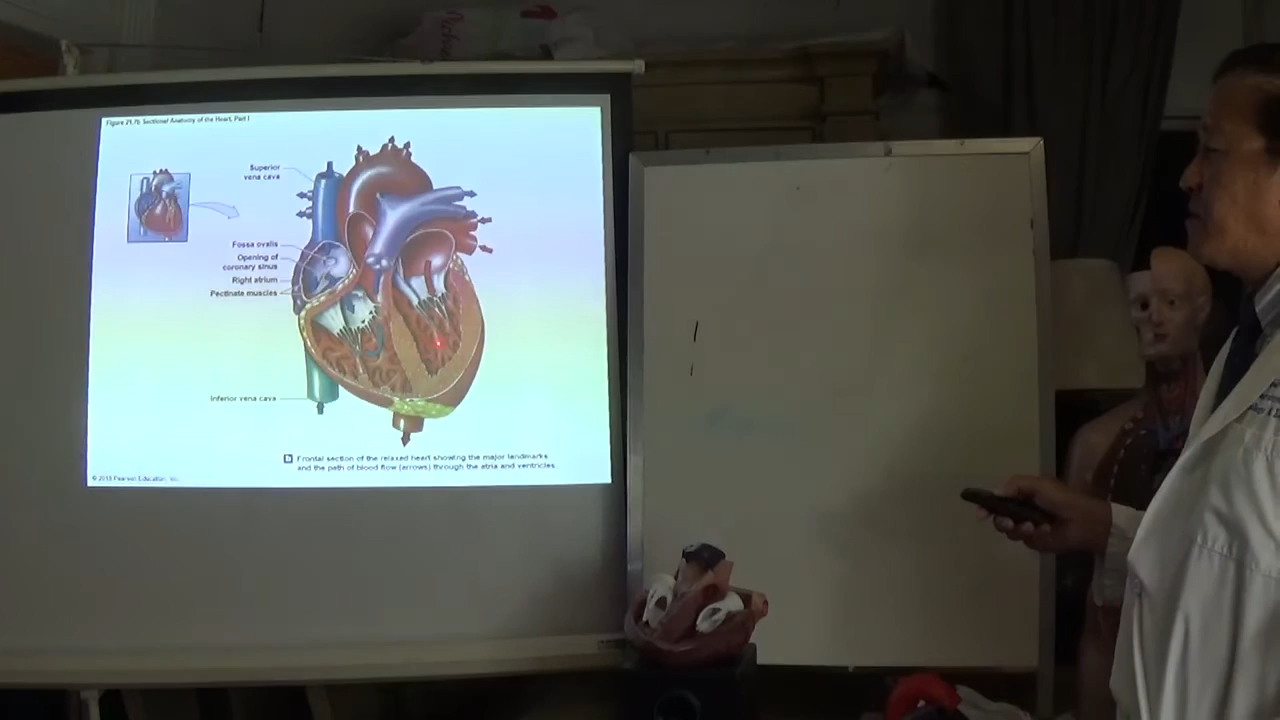 Figure 21.7b Sectional Anatomy of the Heart, Part I
Superior
vena cava
Fossa ovalis
Opening of
coronary sinus
Right atrium
Pectinate muscles
Inferior vena cava
b Frontal section of the relaxed heart showing the major landmarks
and the path of blood flow (arrows) through the atria and ventricles.
Pearson Education, Inc.